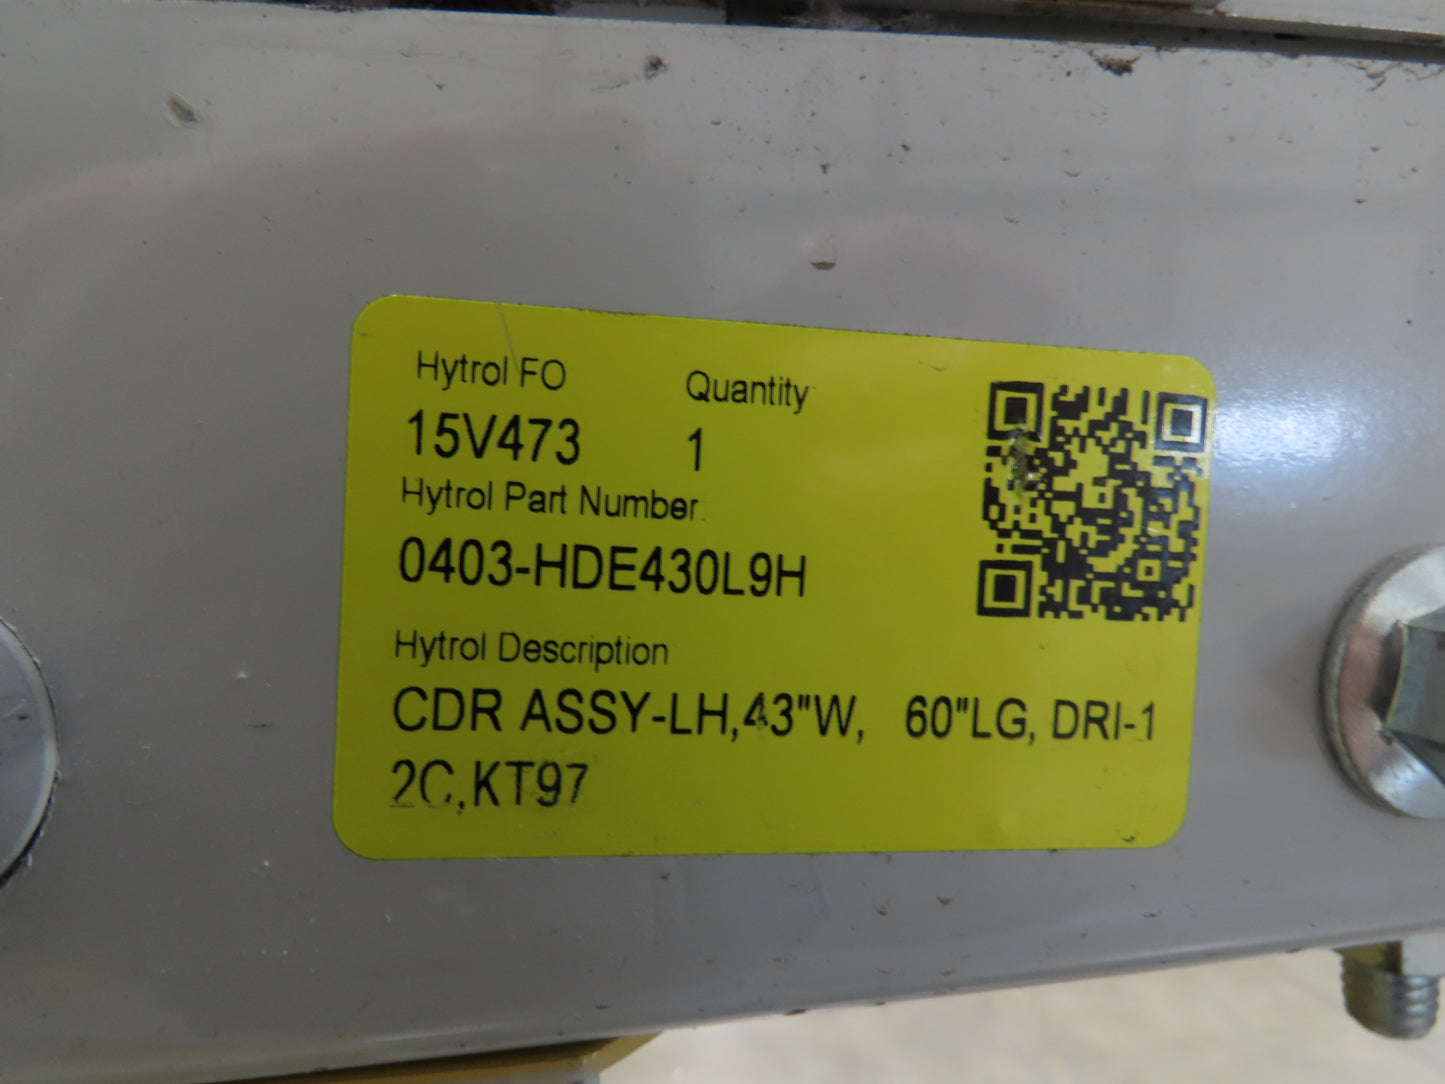 Hytrol FO Quantity
15V473 1
Hytrol Part Number
0403-HDE430L9H
Hytrol Description
CDR ASSY-LH,43"W, 60"LG, DRI-1
2C,KT97